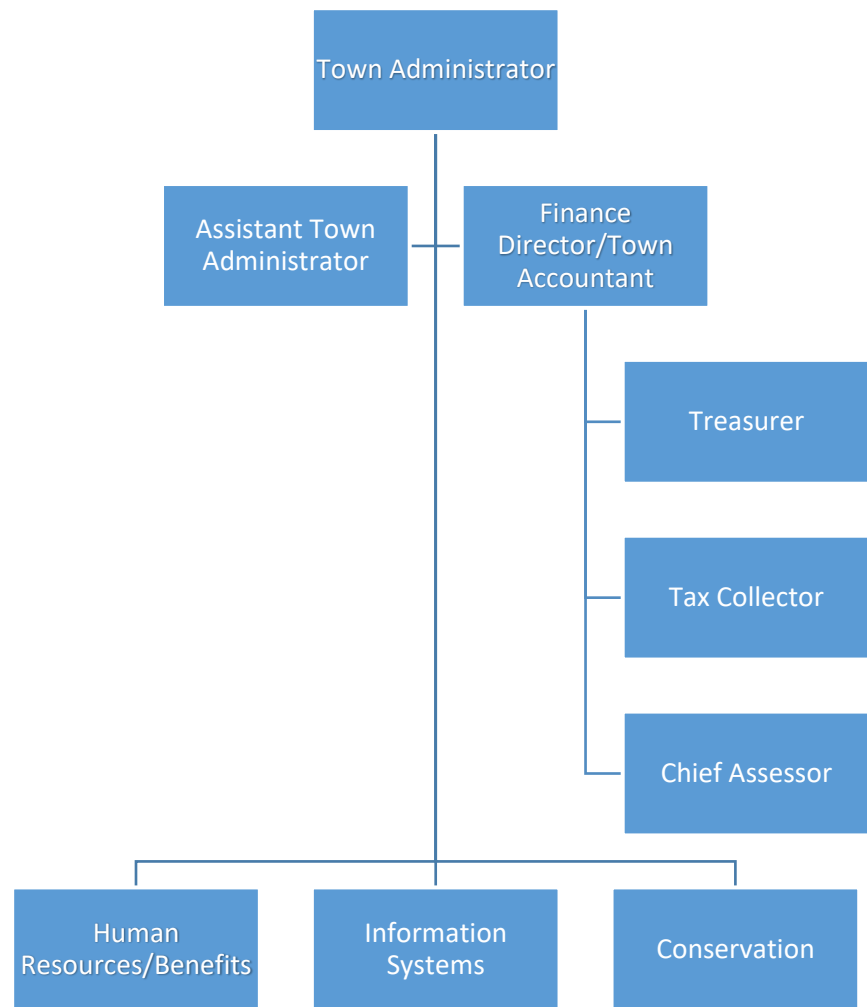 Town Administrator
Assistant Town
Administrator
Finance
Director/Town
Accountant
Treasurer
Tax Collector
Chief Assessor
Human
Resources/Benefits
Information
Systems
Conservation